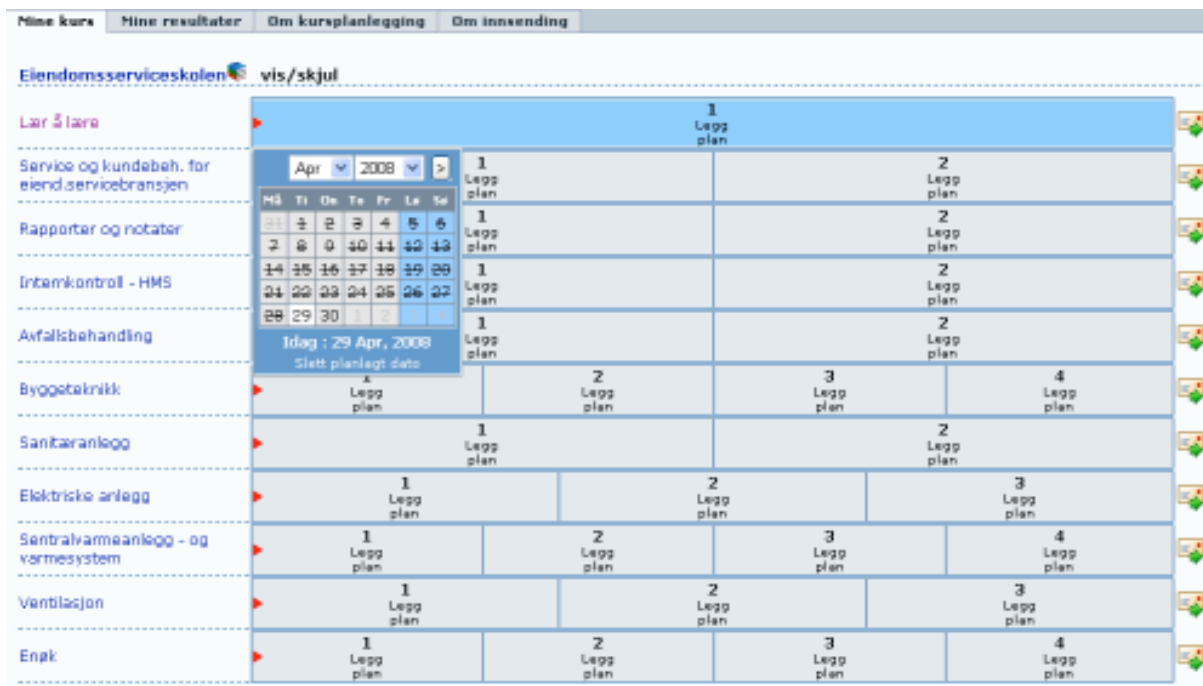 Mine kurs Mine resultater Om kursplanlegging Om innsending
Eiendomsserviceskolen vis/skjul
Lær å lære
1
Legg
plan
Service og kundebeh. for
eiend.servicebransjen
1 2
Legg Legg
plan plan
Apr 2008 >
Må Ti On To Fr Lø Sø
31 1 2 3 4 5 6
7 8 9 10 11 12 13
14 15 16 17 18 19 20
21 22 23 24 25 26 27
28 29 30 1 2
Idag : 29 Apr, 2008
Slett planlagt dato
Rapporter og notater
1 2
Legg Legg
plan plan
Internkontroll - HMS
1 2
Legg Legg
plan plan
Avfallsbehandling
1 2
Legg Legg
plan plan
Byggeteknikk
1 2 3 4
Legg Legg Legg Legg
plan plan plan plan
Sanitæranlegg
1 2
Legg Legg
plan plan
Elektriske anlegg
1 2 3
Legg Legg Legg
plan plan plan
Sentralvarmeanlegg - og
varmesystem
1 2 3 4
Legg Legg Legg Legg
plan plan plan plan
Ventilasjon
1 2 3
Legg Legg Legg
plan plan plan
Enøk
1 2 3 4
Legg Legg Legg Legg
plan plan plan plan